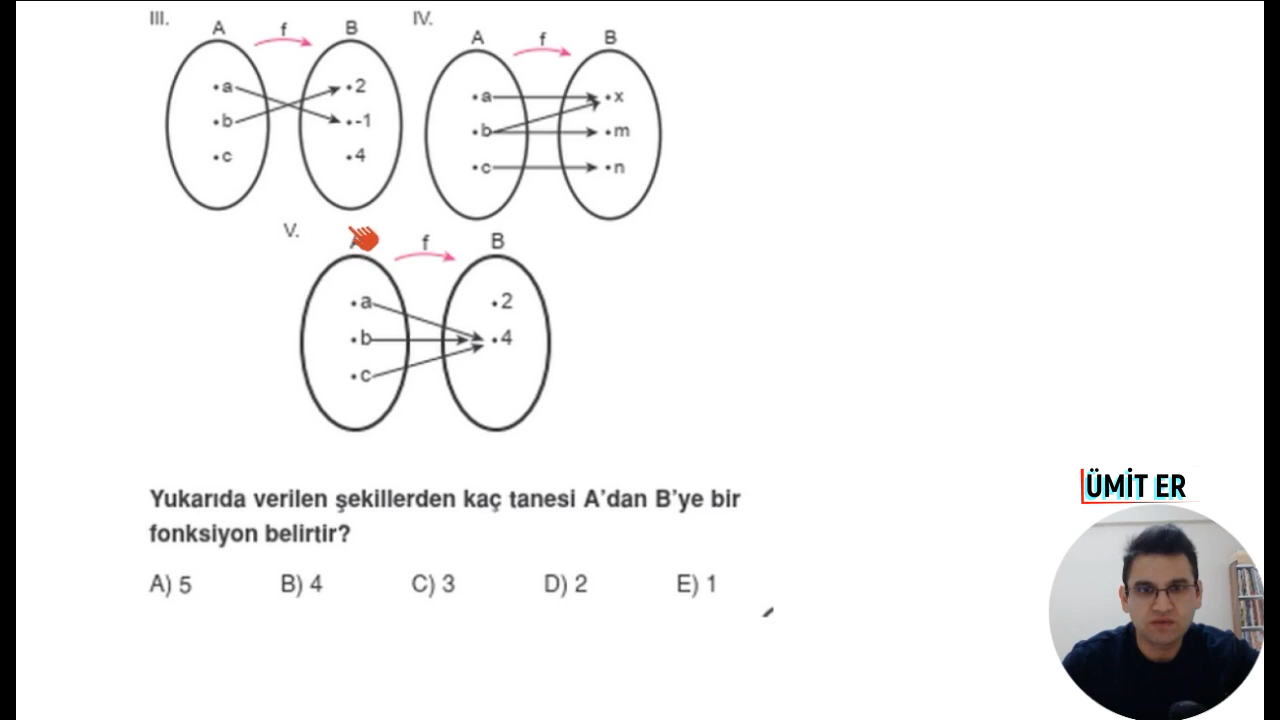 III.
A f B
• a • 2
• b • -1
• c • 4
IV.
A f B
• a • x
• b • m
• c • n
V.
f B
• a • 2
• b • 4
• c
Yukarıda verilen şekillerden kaç tanesi A'dan B'ye bir
fonksiyon belirtir?
A) 5 B) 4 C) 3 D) 2 E) 1
ÜMİT ER